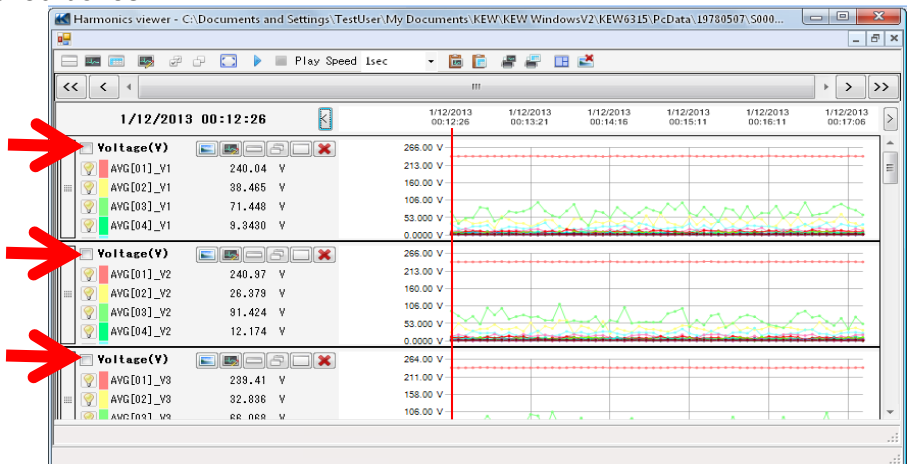 Harmonics viewer - C:\Documents and Settings\TestUser\My Documents\KEW\KEW WindowsV2\KEW6315\PcData\19780507\S000...
Play Speed 1sec
<< < > >>
1/12/2013 00:12:26 <
1/12/2013 1/12/2013 1/12/2013 1/12/2013 1/12/2013 1/12/2013 >
00:12:26 00:13:21 00:14:16 00:15:11 00:16:11 00:17:06
Voltage(V)
AVG[01]_V1 240.04 V
AVG[02]_V1 38.465 V
AVG[03]_V1 71.448 V
AVG[04]_V1 9.3430 V
266.00 V
213.00 V
160.00 V
106.00 V
53.000 V
0.0000 V
Voltage(V)
AVG[01]_V2 240.97 V
AVG[02]_V2 26.379 V
AVG[03]_V2 91.424 V
AVG[04]_V2 12.174 V
266.00 V
213.00 V
160.00 V
106.00 V
53.000 V
0.0000 V
Voltage(V)
AVG[01]_V3 239.41 V
AVG[02]_V3 32.836 V
AVG[03]_V3 66.068 V
264.00 V
211.00 V
158.00 V
106.00 V